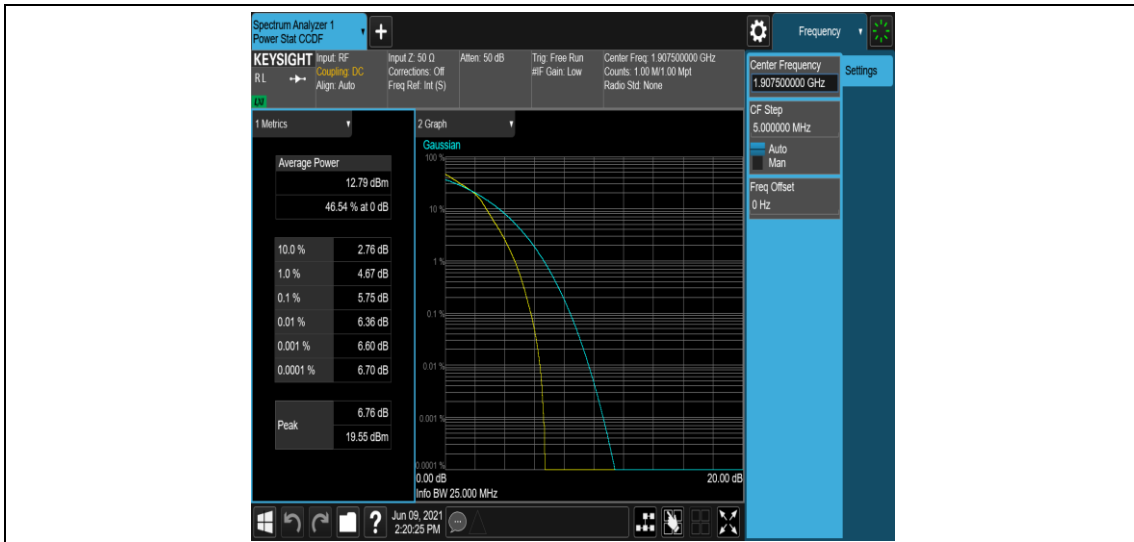 Spectrum Analyzer 1
Power Stat CCDF
Frequency
KEYSIGHT
RL
LXI
Input: RF
Coupling: DC
Align: Auto
Input Z: 50 Ω
Corrections: Off
Freq Ref: Int (S)
Atten: 50 dB
Trig: Free Run
#IF Gain: Low
Center Freq: 1.907500000 GHz
Counts: 1.00 M/1.00 Mpt
Radio Std: None
Center Frequency
1.907500000 GHz
Settings
CF Step
5.000000 MHz
Auto
Man
Freq Offset
0 Hz
1 Metrics
Average Power
12.79 dBm
46.54 % at 0 dB
10.0 % 2.76 dB
1.0 % 4.67 dB
0.1 % 5.75 dB
0.01 % 6.36 dB
0.001 % 6.60 dB
0.0001 % 6.70 dB
Peak
6.76 dB
19.55 dBm
2 Graph
Gaussian
100 %
10 %
1 %
0.1 %
0.01 %
0.001 %
0.0001 %
0.00 dB 20.00 dB
Info BW 25.000 MHz
?
Jun 09, 2021
2:20:25 PM